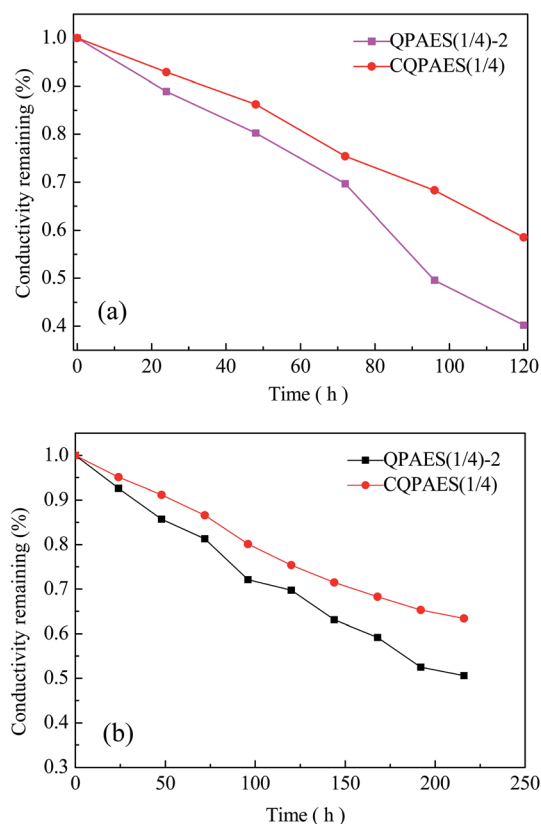 1.0
0.9
0.8
0.7
0.6
0.5
0.4
Conductivity remaining (%)
QPAES(1/4)-2
CQPAES(1/4)
(a)
0 20 40 60 80 100 120
Time ( h )
1.0
0.9
0.8
0.7
0.6
0.5
0.4
0.3
Conductivity remaining (%)
QPAES(1/4)-2
CQPAES(1/4)
(b)
0 50 100 150 200 250
Time ( h )